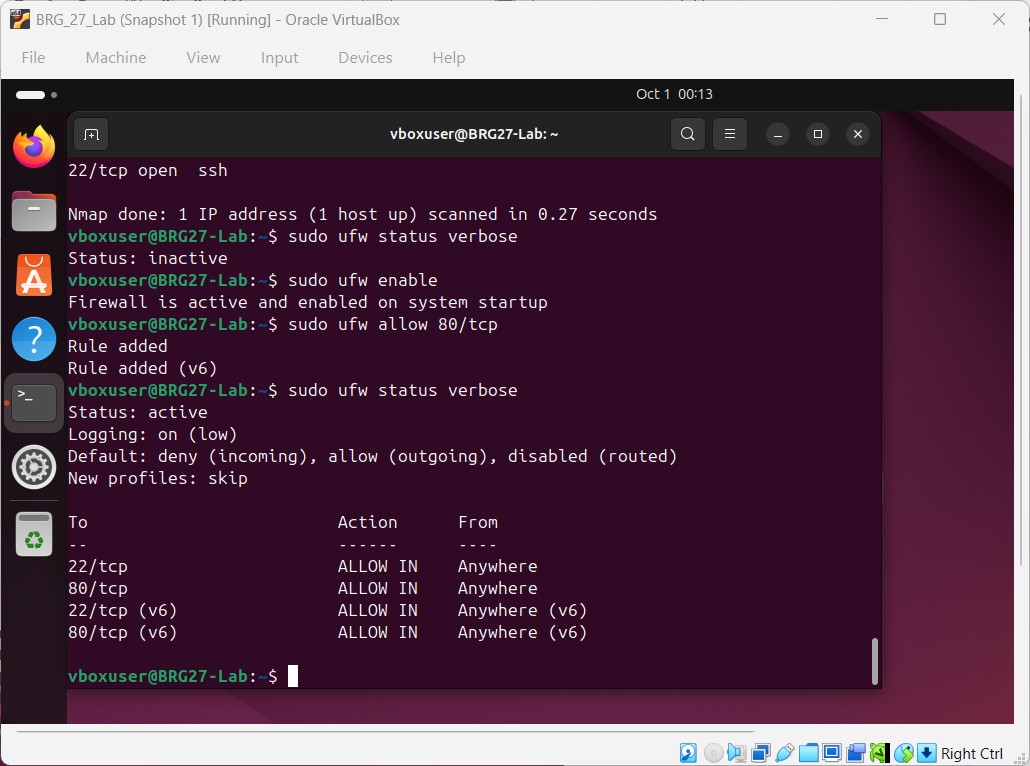 BRG_27_Lab (Snapshot 1) [Running] - Oracle VirtualBox
File Machine View Input Devices Help
Oct 1 00:13
vboxuser@BRG27-Lab: ~
22/tcp open  ssh
Nmap done: 1 IP address (1 host up) scanned in 0.27 seconds
vboxuser@BRG27-Lab:~$ sudo ufw status verbose
Status: inactive
vboxuser@BRG27-Lab:~$ sudo ufw enable
Firewall is active and enabled on system startup
vboxuser@BRG27-Lab:~$ sudo ufw allow 80/tcp
Rule added
Rule added (v6)
vboxuser@BRG27-Lab:~$ sudo ufw status verbose
Status: active
Logging: on (low)
Default: deny (incoming), allow (outgoing), disabled (routed)
New profiles: skip
To                         Action      From
--                         ------      ----
22/tcp                     ALLOW IN    Anywhere
80/tcp                     ALLOW IN    Anywhere
22/tcp (v6)                ALLOW IN    Anywhere (v6)
80/tcp (v6)                ALLOW IN    Anywhere (v6)
vboxuser@BRG27-Lab:~$
Right Ctrl